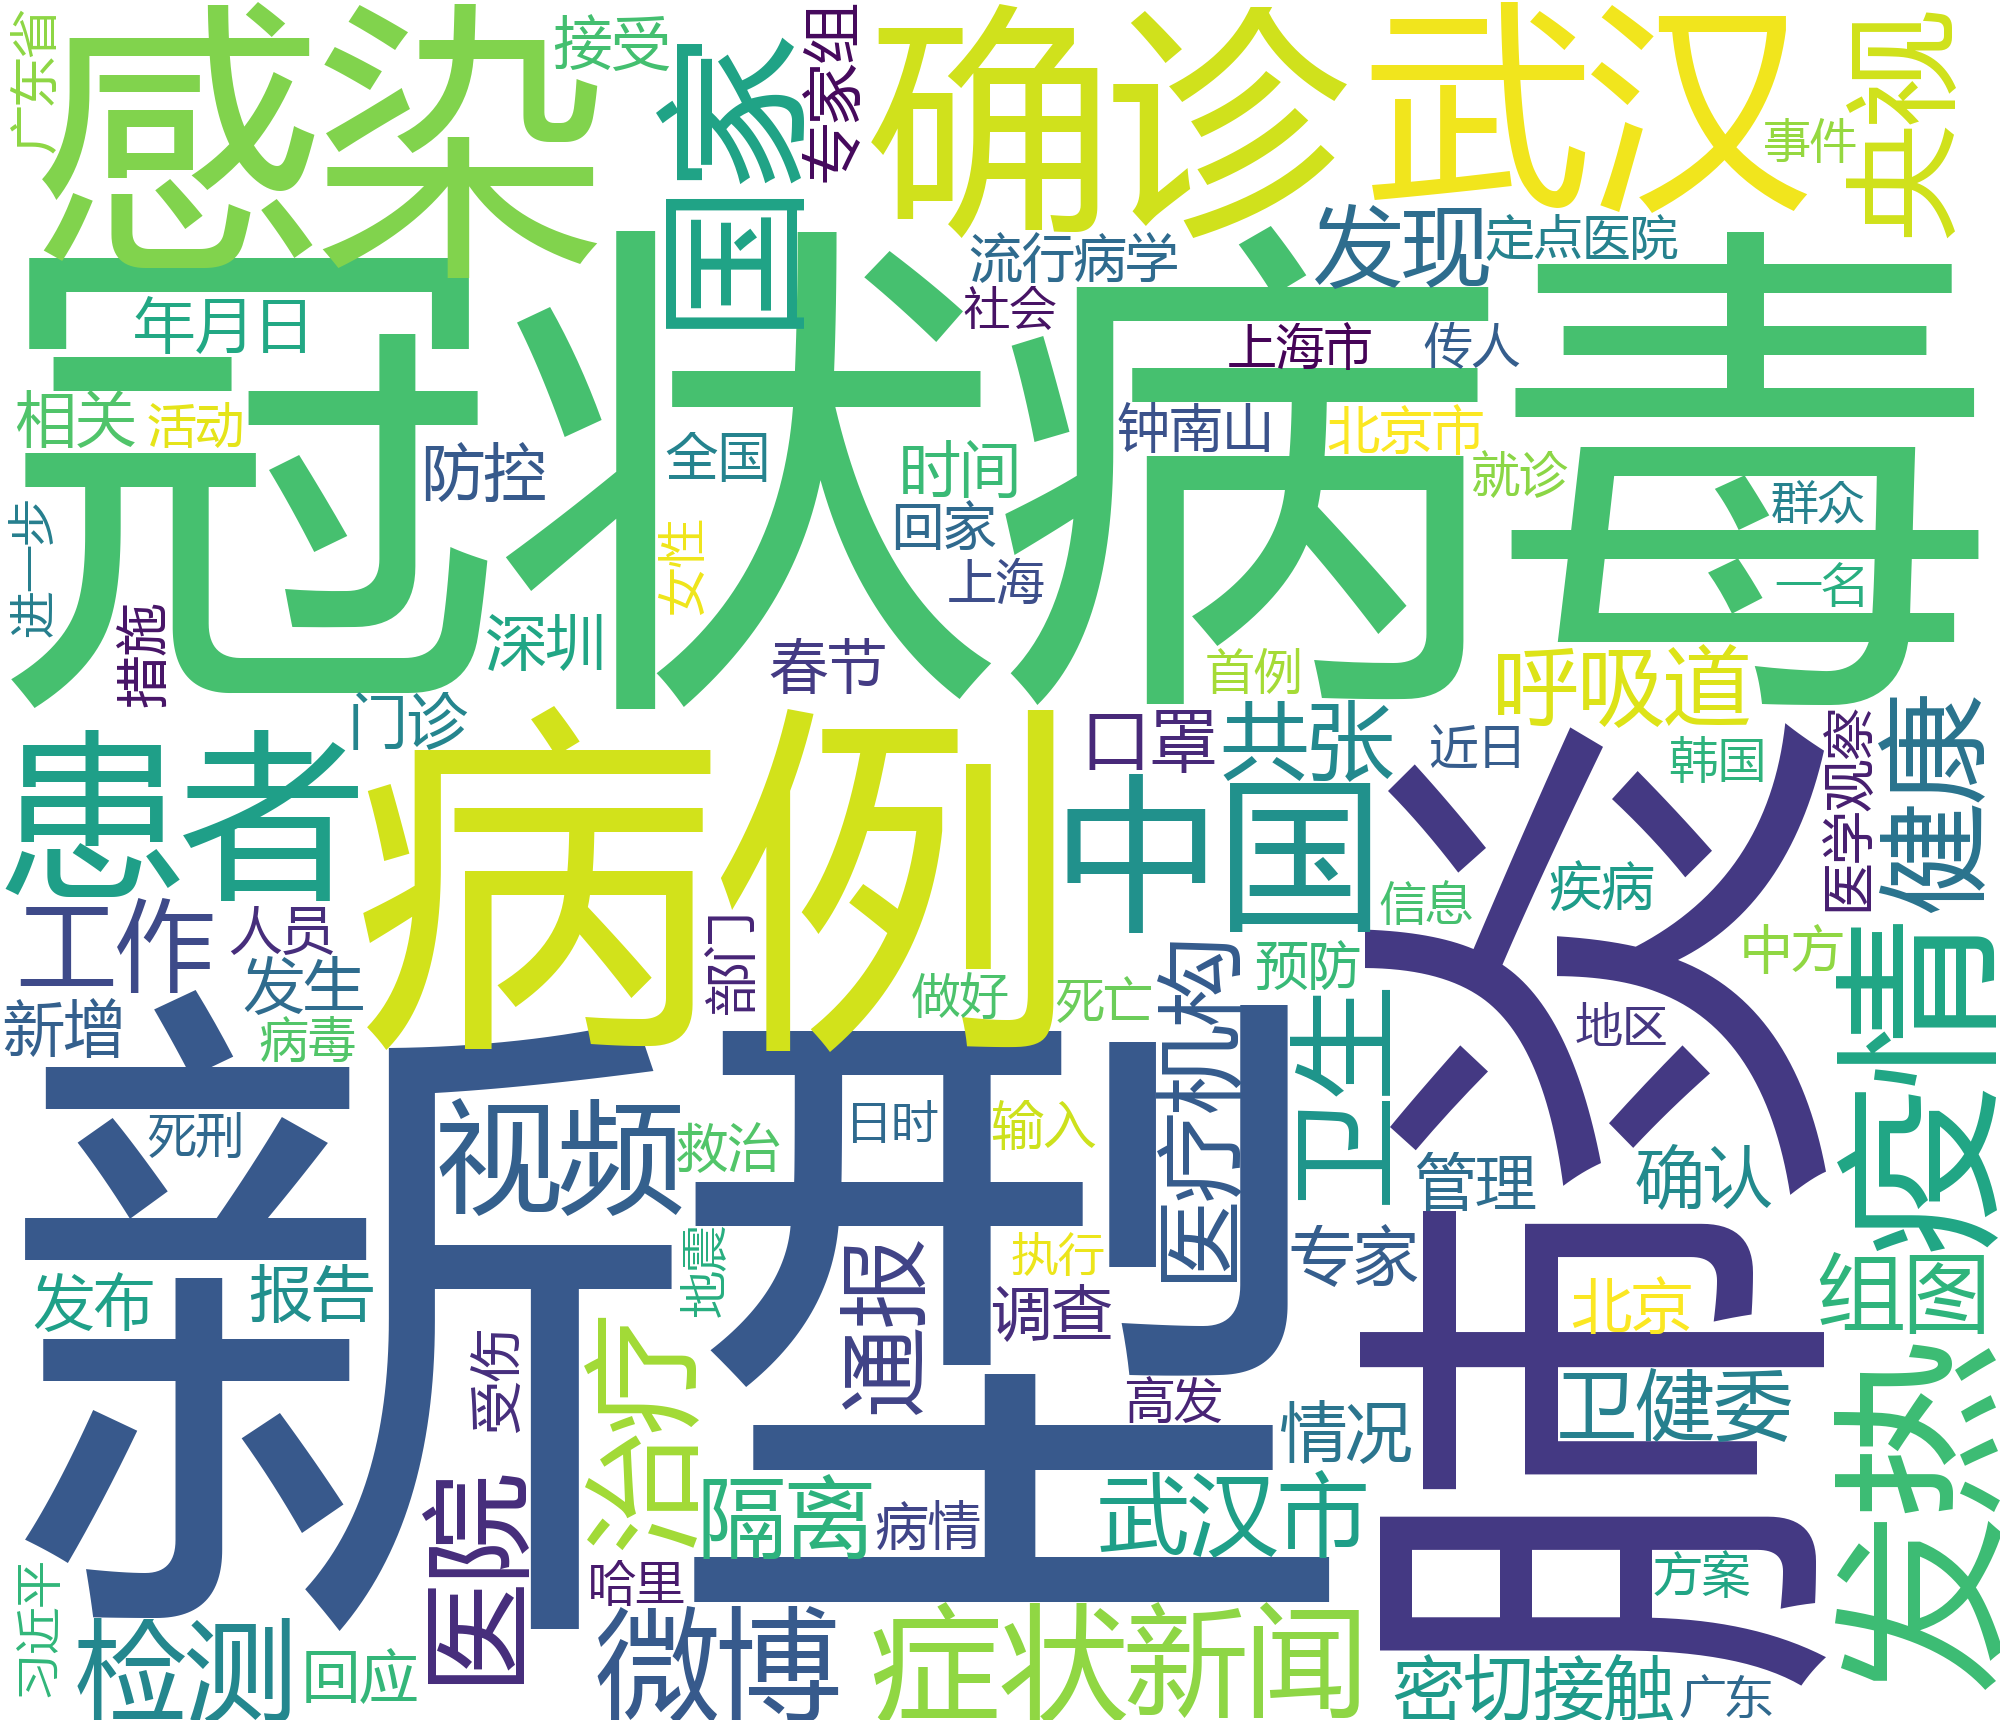 感染
接受
国家
专家组
确诊
武汉
央视
广东省
事件
流行病学
发现
定点医院
冠状病毒
年月日
社会
上海市
传人
相关
活动
防控
全国
时间
钟南山
北京市
就诊
群众
回家
进一步
女性
上海
一名
措施
深圳
春节
首例
呼吸道
门诊
患者
病例
口罩
共张
近日
韩国
医学观察
健康
中国
肺炎
疾病
信息
工作
人员
部门
预防
中方
疫情
发生
新增
病毒
做好
死亡
医疗机构
卫生
地区
新型
死刑
视频
救治
日时
输入
管理
确认
地震
执行
专家
组图
发布
报告
通报
调查
北京
受伤
治疗
高发
情况
卫健委
发热
医院
隔离
病情
武汉市
方案
习近平
哈里
检测
回应
微博
症状新闻
密切接触
广东